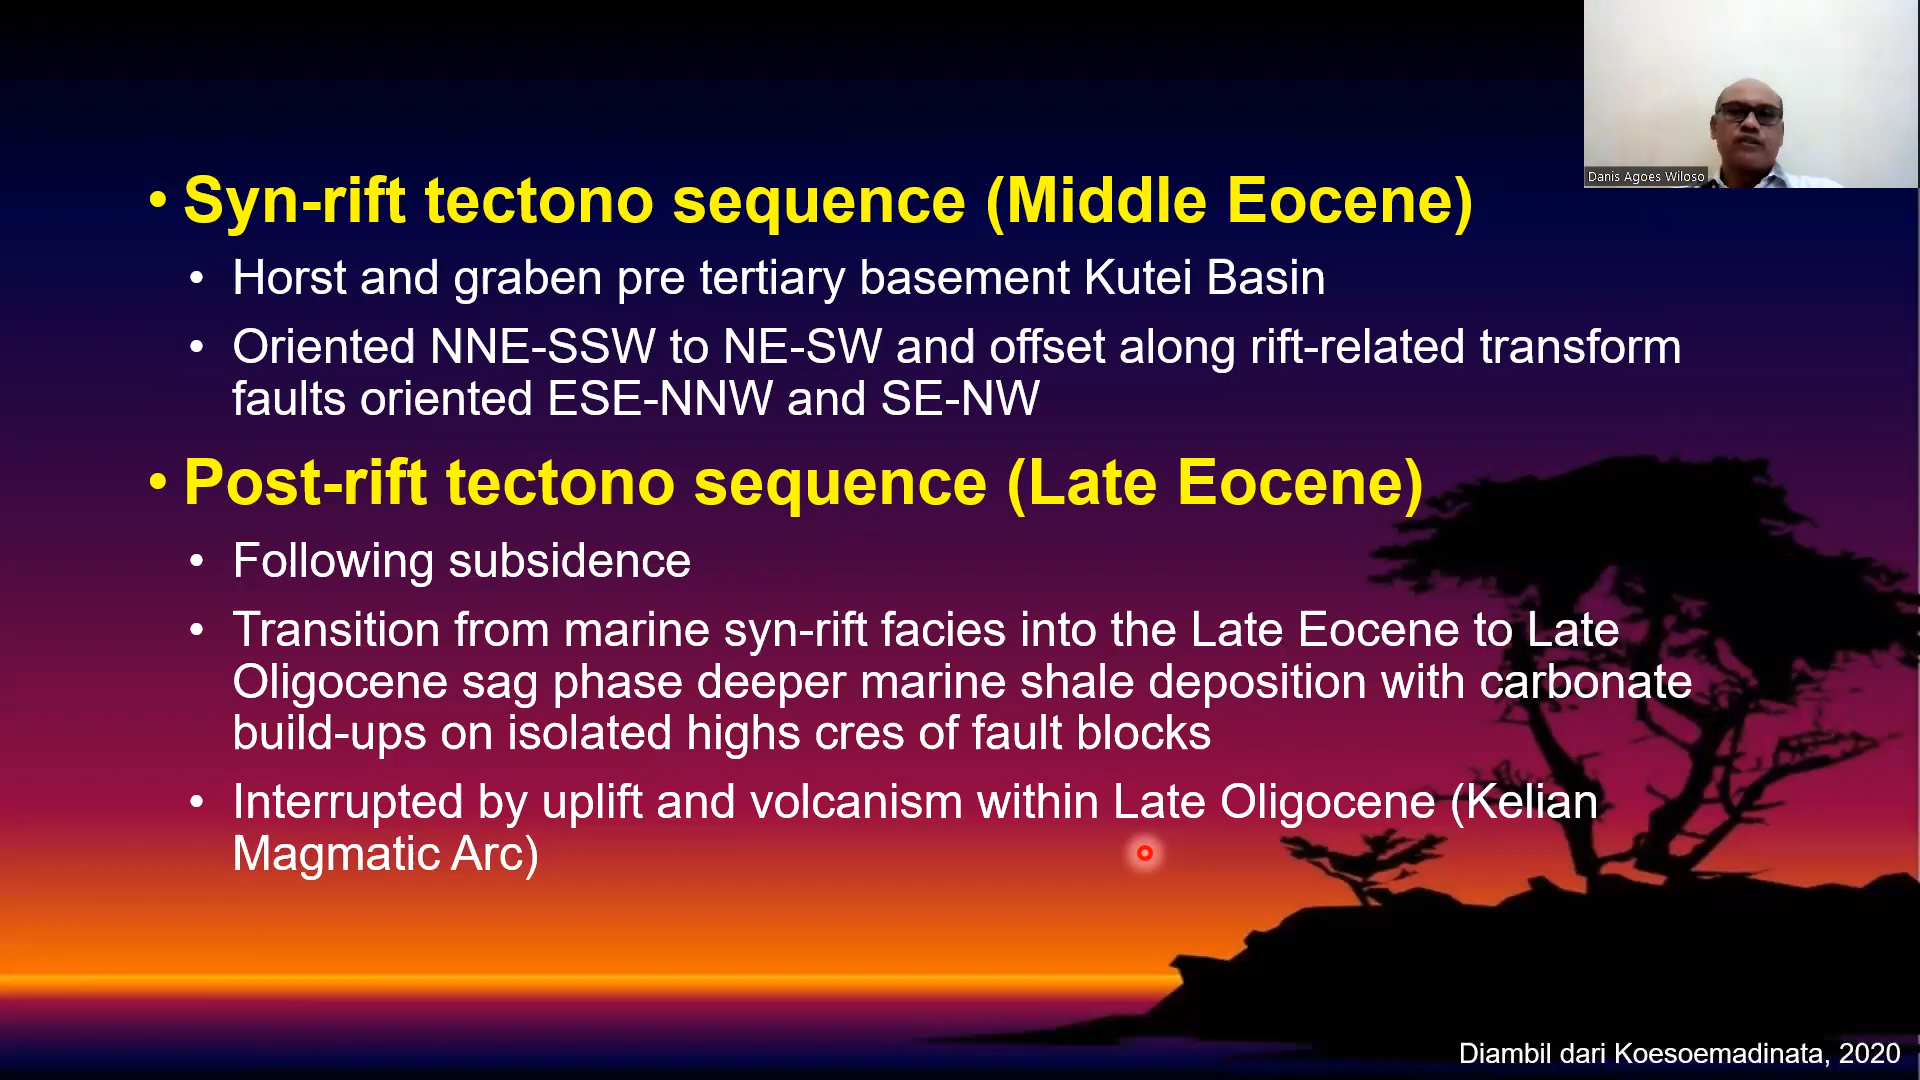 Danis Agoes Wiloso
• Syn-rift tectono sequence (Middle Eocene)
• Horst and graben pre tertiary basement Kutei Basin
• Oriented NNE-SSW to NE-SW and offset along rift-related transform
faults oriented ESE-NNW and SE-NW
• Post-rift tectono sequence (Late Eocene)
• Following subsidence
• Transition from marine syn-rift facies into the Late Eocene to Late
Oligocene sag phase deeper marine shale deposition with carbonate
build-ups on isolated highs cres of fault blocks
• Interrupted by uplift and volcanism within Late Oligocene (Kelian
Magmatic Arc)
Diambil dari Koesoemadinata, 2020